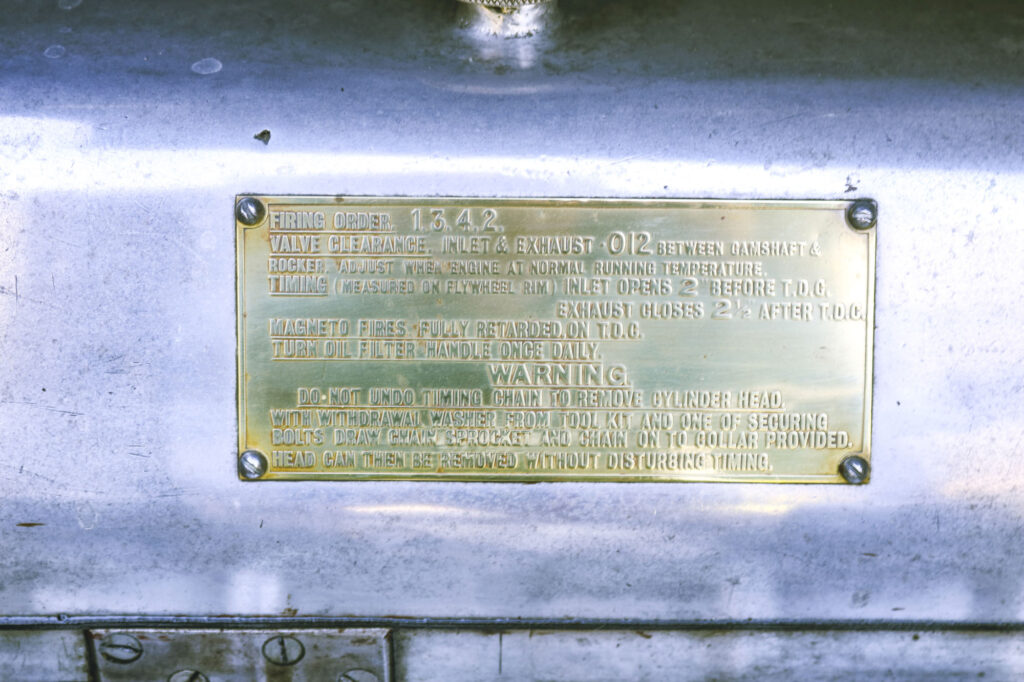 FIRING ORDER. 1.3.4.2.
VALVE CLEARANCE. INLET & EXHAUST ·012 BETWEEN CAMSHAFT &
ROCKER. ADJUST WHEN ENGINE AT NORMAL RUNNING TEMPERATURE.
TIMING (MEASURED ON FLYWHEEL RIM) INLET OPENS 2" BEFORE T.D.C.
EXHAUST CLOSES 2½ AFTER T.D.C.
MAGNETO FIRES FULLY RETARDED ON T.D.C.
TURN OIL FILTER HANDLE ONCE DAILY.
WARNING.
DO NOT UNDO TIMING CHAIN TO REMOVE CYLINDER HEAD.
WITH WITHDRAWAL WASHER FROM TOOL KIT AND ONE OF SECURING
BOLTS DRAW CHAIN SPROCKET AND CHAIN ON TO COLLAR PROVIDED.
HEAD CAN THEN BE REMOVED WITHOUT DISTURBING TIMING.